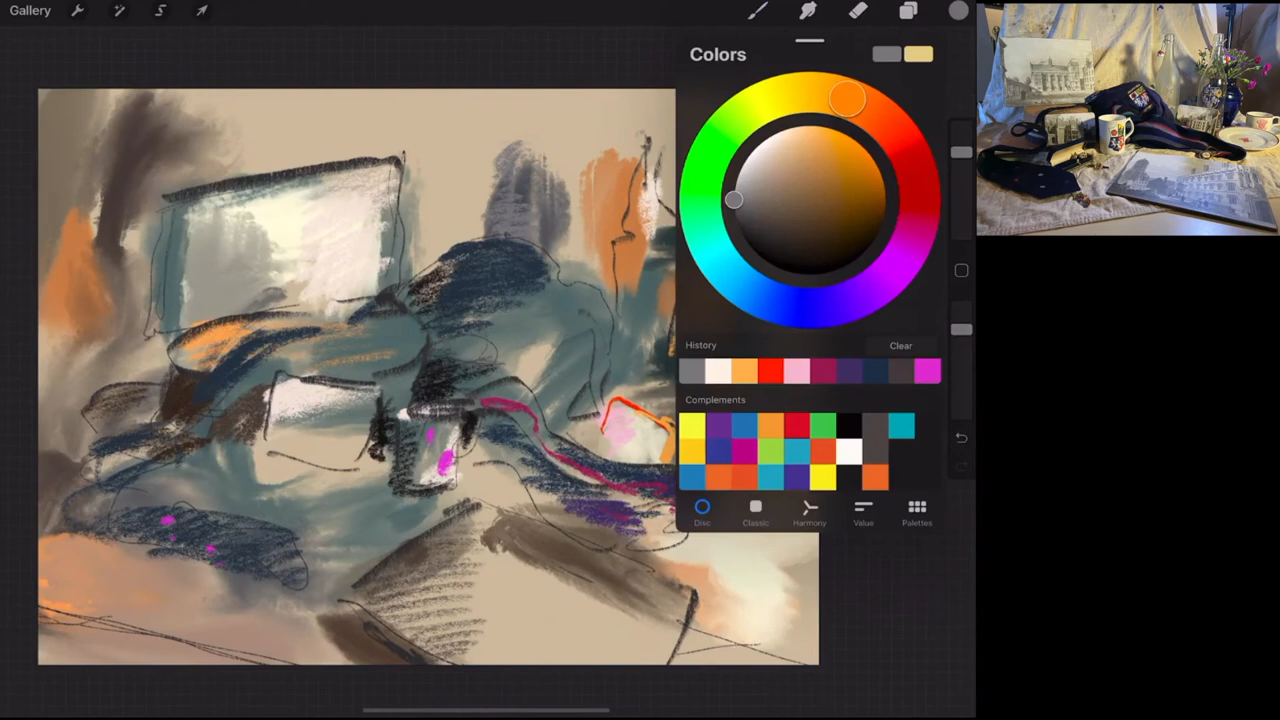 Gallery
Colors
History
Clear
Complements
Disc
Classic
Harmony
Value
Palettes